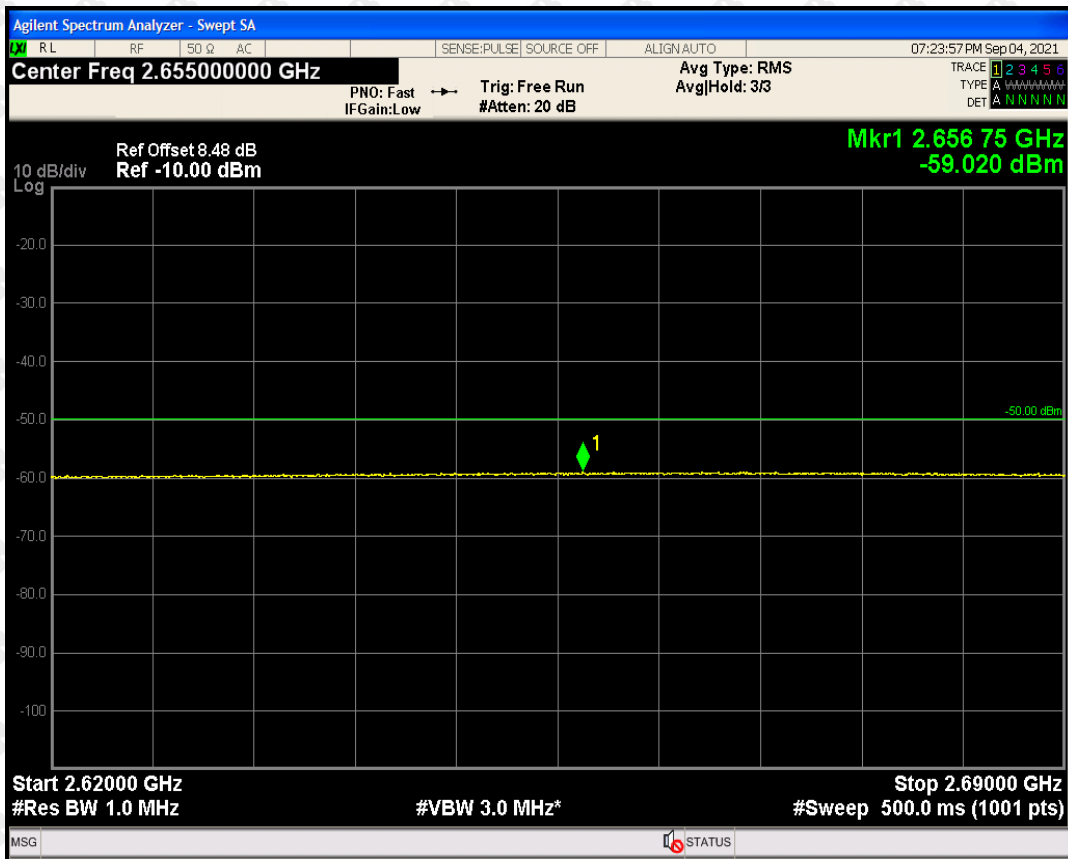 Agilent Spectrum Analyzer - Swept SA
LXI RL RF 50 Ω AC SENSE:PULSE SOURCE OFF ALIGN AUTO 07:23:57 PM Sep 04, 2021
Center Freq 2.655000000 GHz
PNO: Fast
IFGain:Low
Trig: Free Run
#Atten: 20 dB
Avg Type: RMS
Avg|Hold: 3/3
TRACE 1 2 3 4 5 6
TYPE A WWWWW
DET A N N N N N
Mkr1 2.656 75 GHz
-59.020 dBm
Ref Offset 8.48 dB
10 dB/div Ref -10.00 dBm
Log
-20.0
-30.0
-40.0
-50.0
-50.00 dBm
1
-60.0
-70.0
-80.0
-90.0
-100
Start 2.62000 GHz Stop 2.69000 GHz
#Res BW 1.0 MHz #VBW 3.0 MHz* #Sweep 500.0 ms (1001 pts)
MSG STATUS